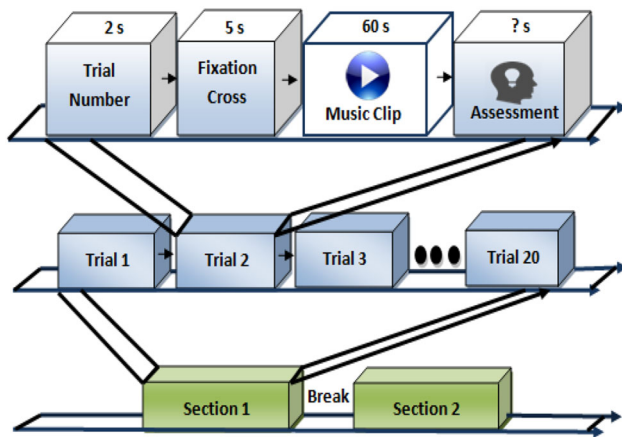 2 s
5 s
60 s
? s
Trial
Number
Fixation
Cross
Music Clip
Assessment
Trial 1
Trial 2
Trial 3
Trial 20
Section 1
Break
Section 2